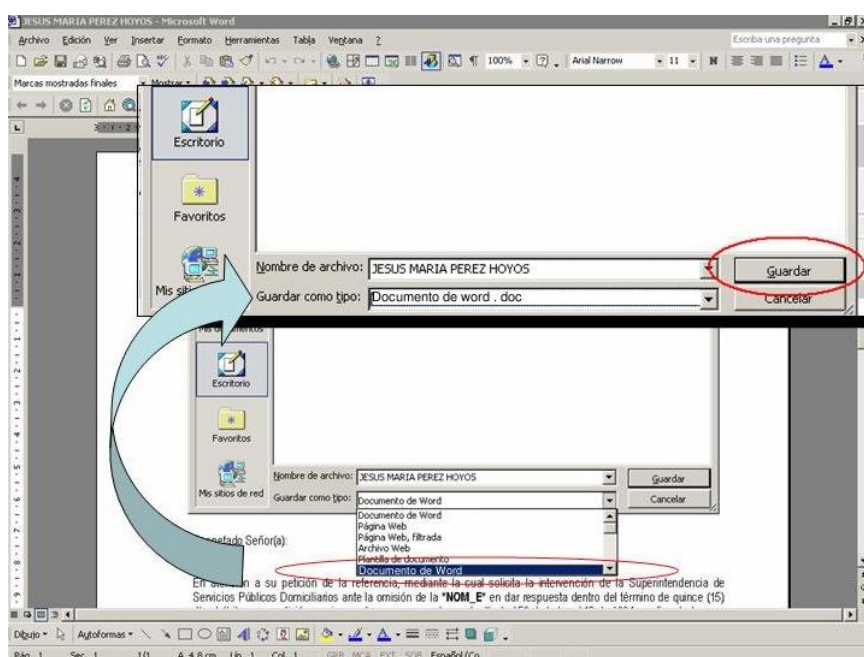 JESUS MARIA PEREZ HOYOS - Microsoft Word
Archivo Edición Ver Insertar Formato Herramientas Tabla Ventana ? Escriba una pregunta
100% Arial Narrow 11 N
Marcas mostradas finales Mostrar
Escritorio
Favoritos
Nombre de archivo: JESUS MARIA PEREZ HOYOS Guardar
Mis
Guardar como tipo: Documento de word . doc Cancelar
Mis documentos
Escritorio
Favoritos
Nombre de archivo: JESUS MARIA PEREZ HOYOS Guardar
Mis sitios de red Guardar como tipo: Documento de Word Cancelar
Documento de Word
Página Web
Página Web, filtrada
Archivo Web
Plantilla de documento
Documento de Word
Señor(a):
En atención a su petición de la referencia, mediante la cual solicita la intervención de la Superintendencia de
Servicios Públicos Domiciliarios ante la omisión de la "NOM_E" en dar respuesta dentro del término de quince (15)
Dibujo Autoformas
Pág. 1 Sec. 1 1/1 A 4,8 cm Lín. 1 Col. 1 GRB MCA EXT SOB Español (Co